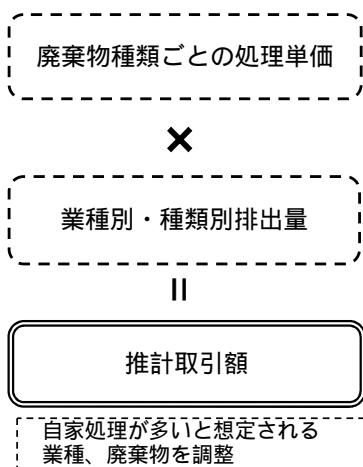 廃棄物種類ごとの処理単価
×
業種別・種類別排出量
=
推計取引額
自家処理が多いと想定される
業種、廃棄物を調整